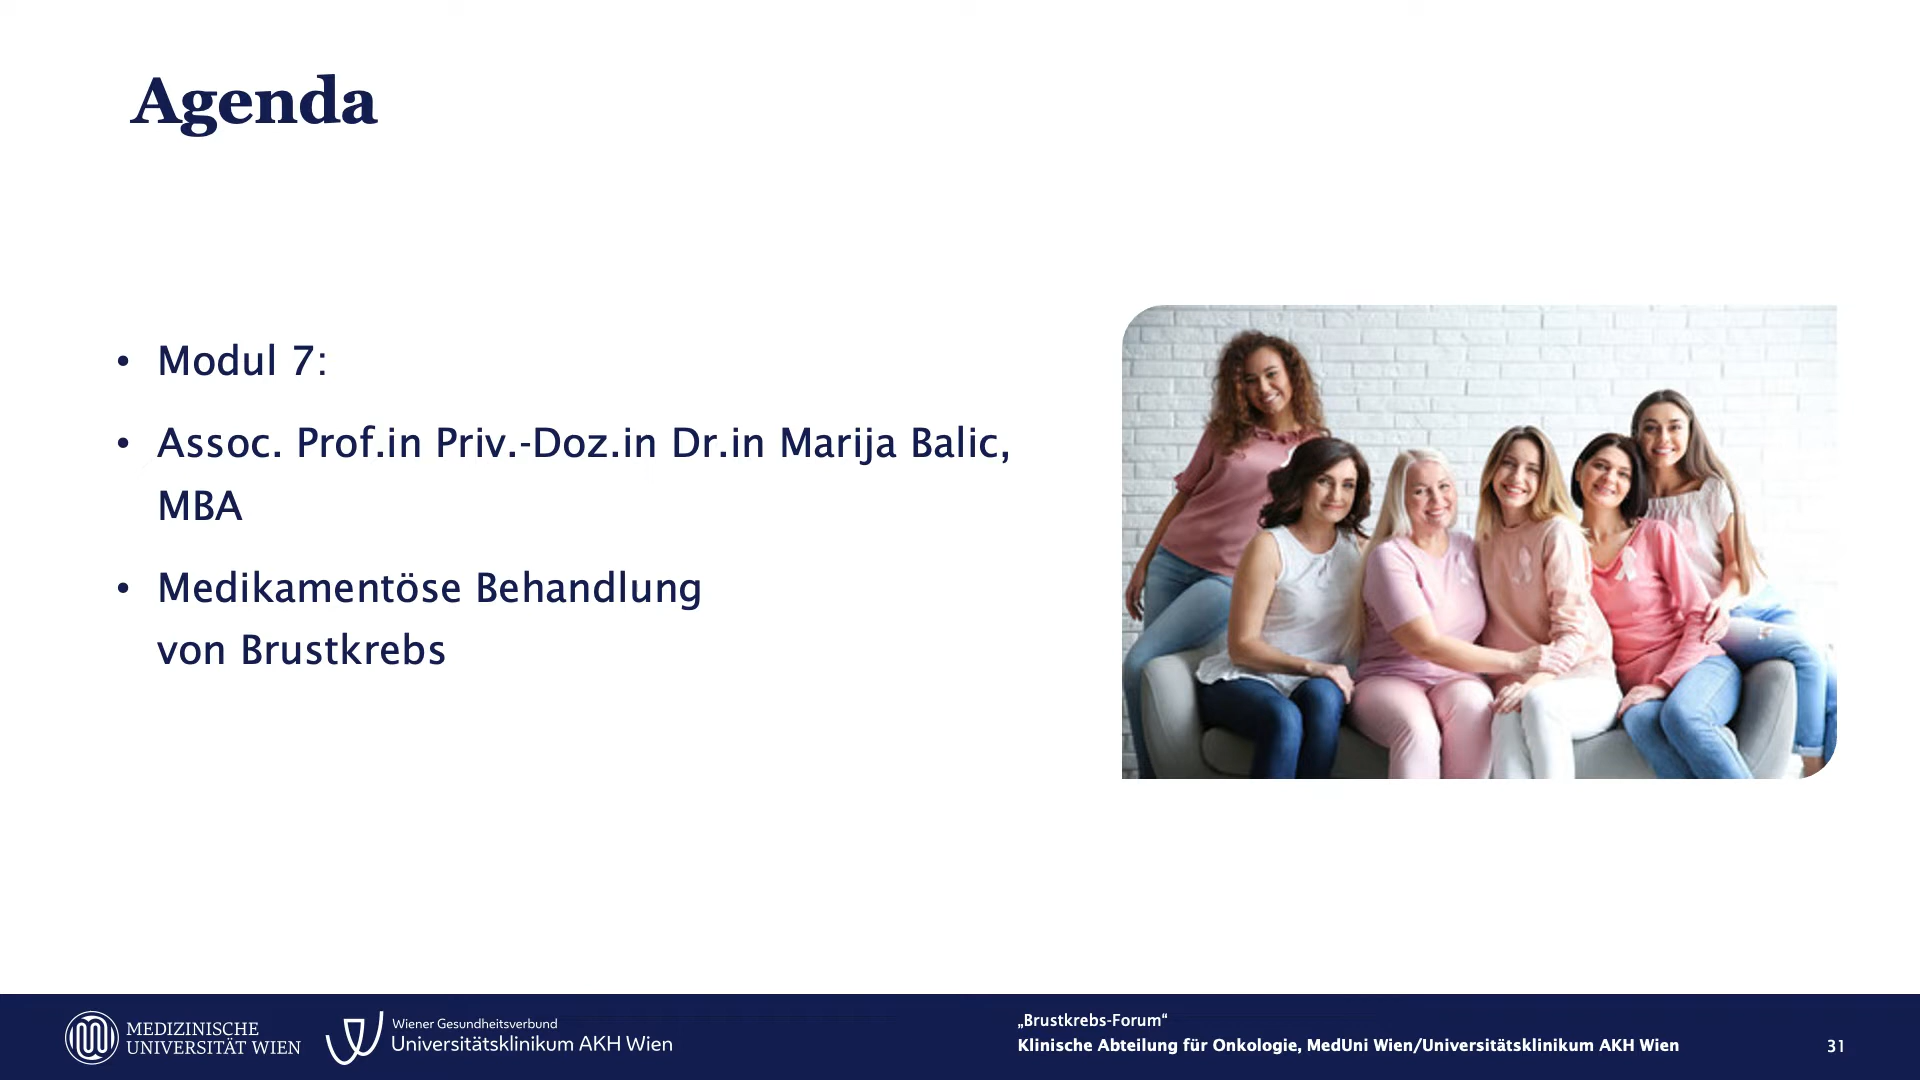 Agenda
• Modul 7:
• Assoc. Prof.in Priv.-Doz.in Dr.in Marija Balic,
MBA
• Medikamentöse Behandlung
von Brustkrebs
MEDIZINISCHE
UNIVERSITÄT WIEN
Wiener Gesundheitsverbund
Universitätsklinikum AKH Wien
„Brustkrebs-Forum“
Klinische Abteilung für Onkologie, MedUni Wien/Universitätsklinikum AKH Wien
31